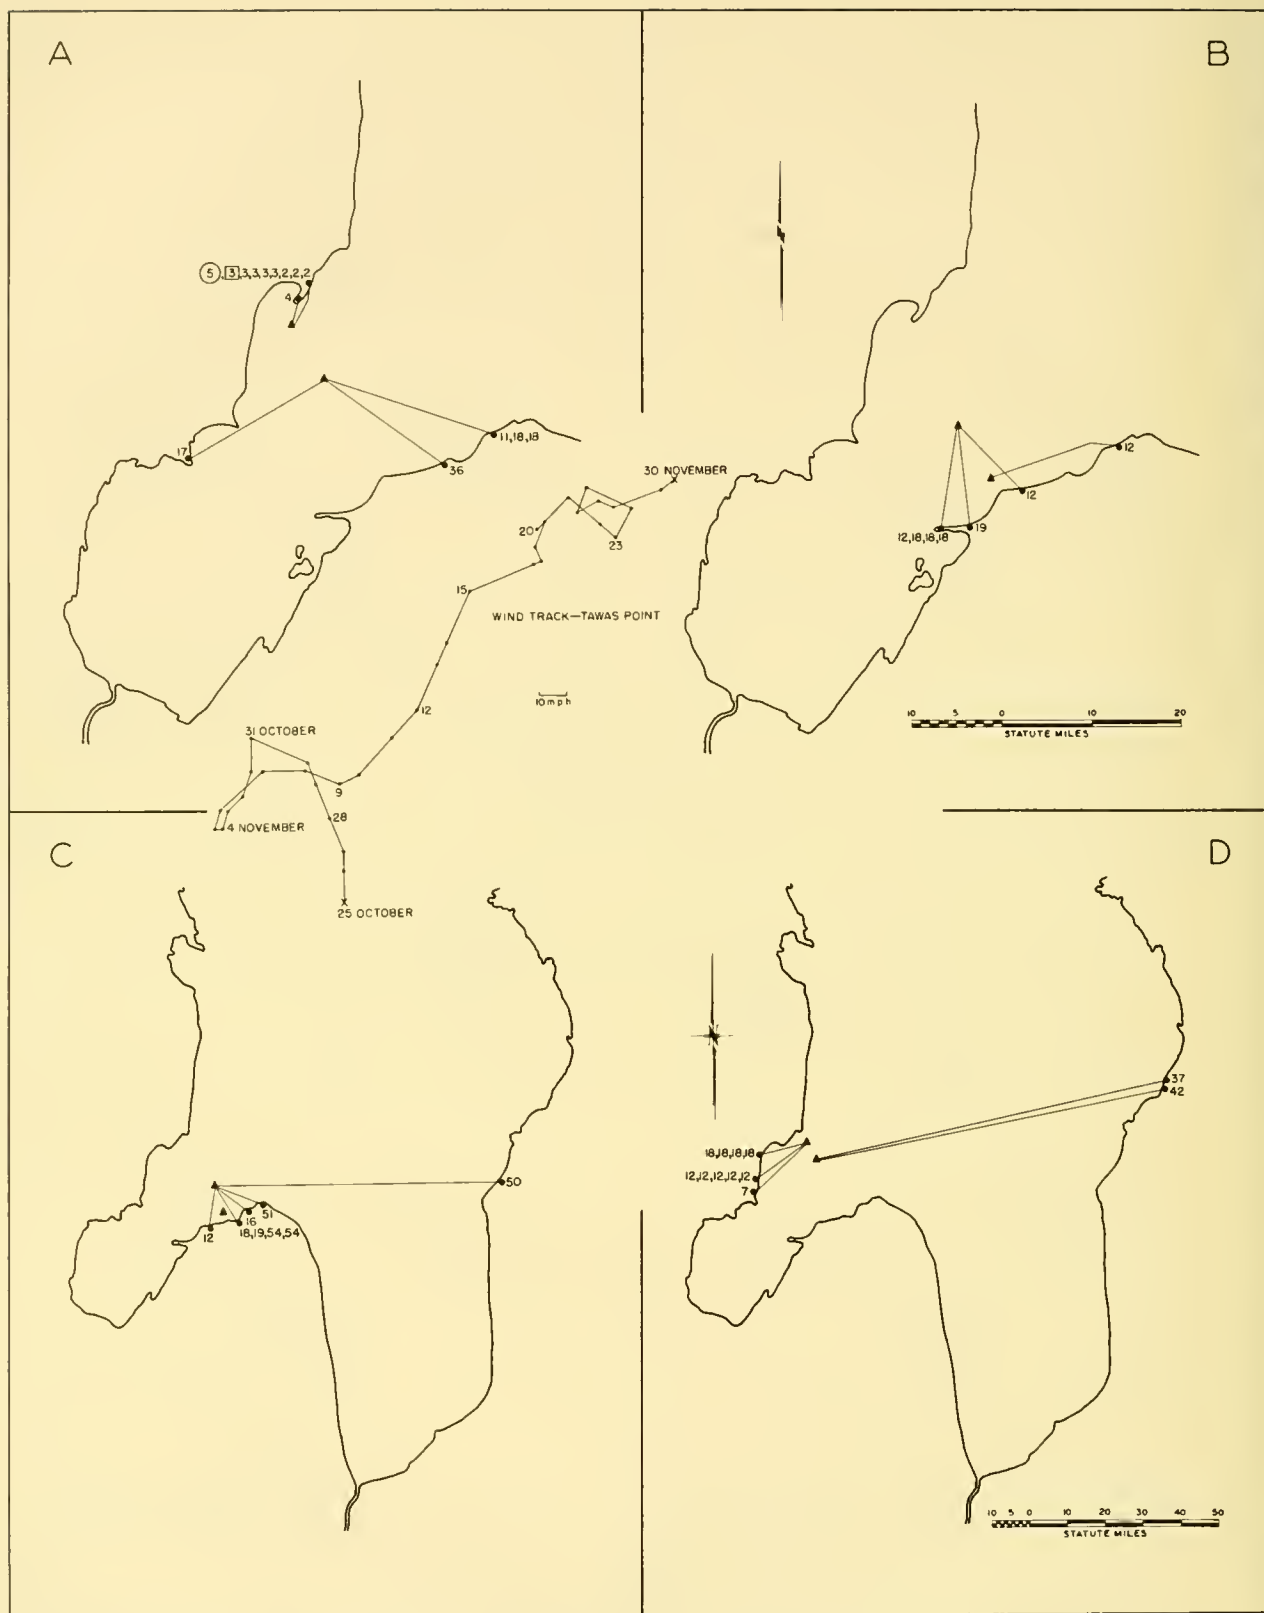 A
B
5, 3, 3,3,3,3,2,2,2
4
17
11,18,18
36
12
12
19
12,18,18,18
30 NOVEMBER
20
23
15
WIND TRACK—TAWAS POINT
10 mph
12
10 5 0 10 20
STATUTE MILES
31 OCTOBER
9
28
4 NOVEMBER
25 OCTOBER
C
D
37
42
18,18,18,18
12,12,12,12,12
7
50
51
16
18,19,54,54
12
10 5 0 10 20 30 40 50
STATUTE MILES